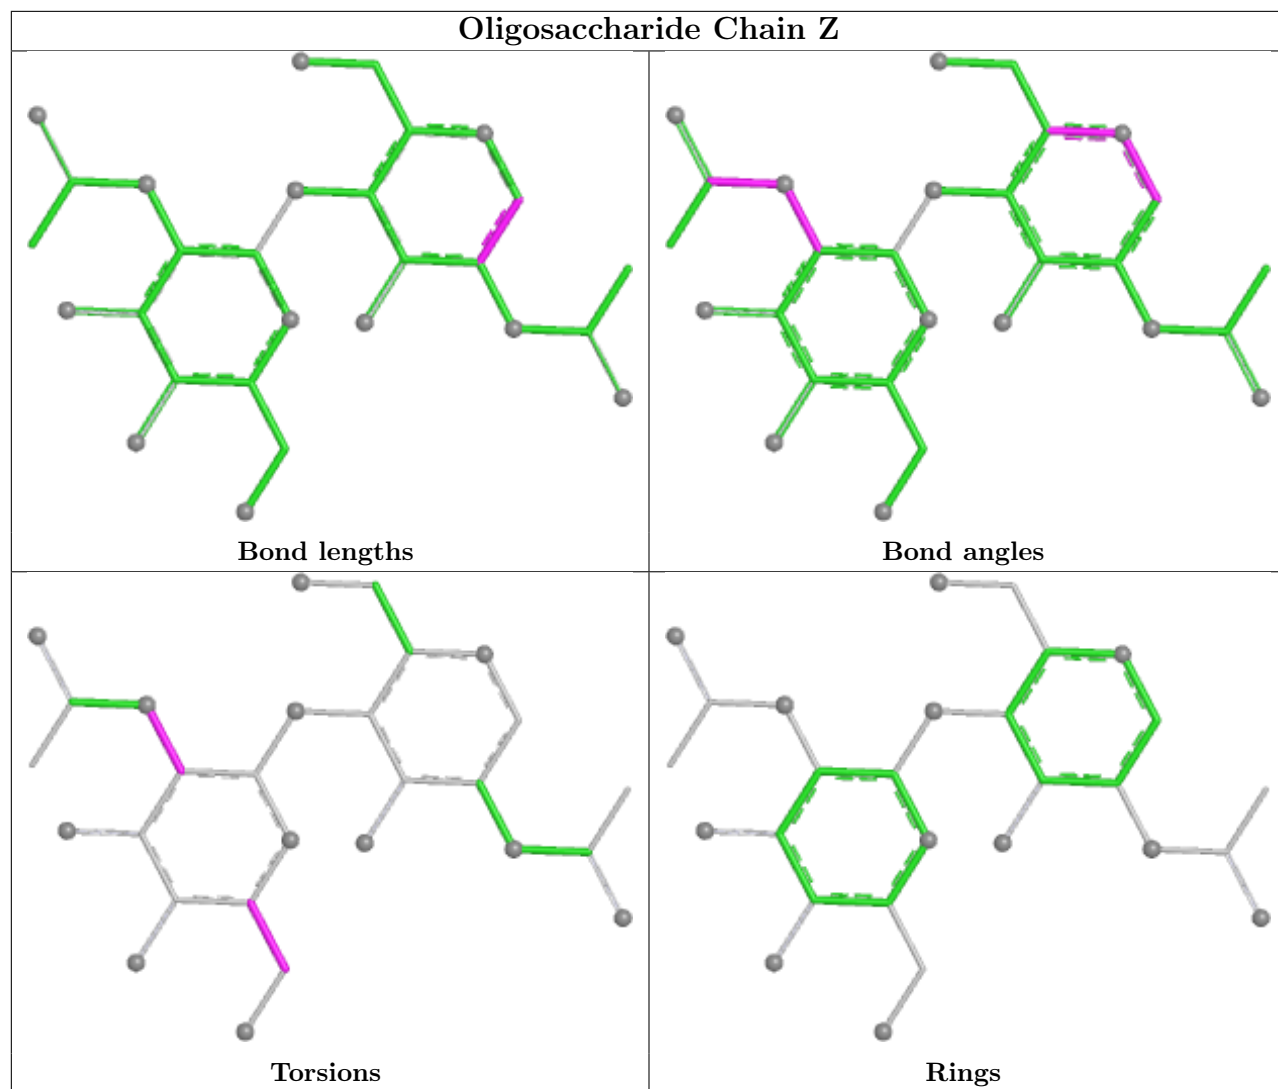 Oligosaccharide Chain Z
Bond lengths
Bond angles
Torsions
Rings